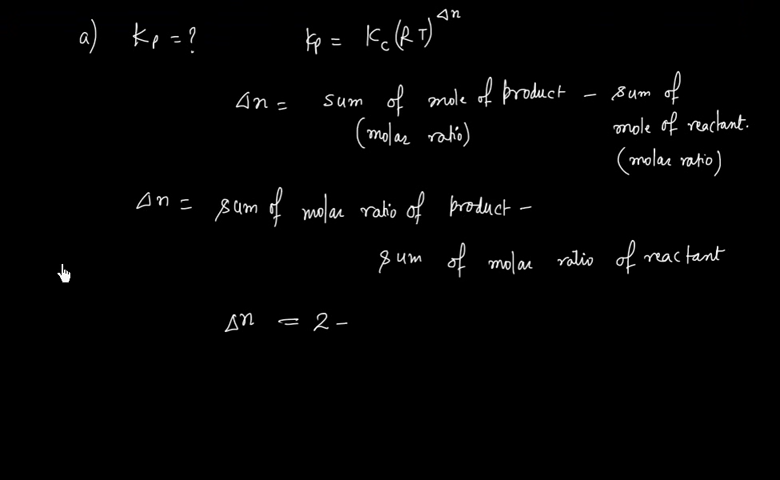 a) Kp = ? Kp = Kc (RT)^Δn
Δn = sum of mole of product – sum of
(molar ratio) mole of reactant.
(molar ratio)
Δn = sum of molar ratio of product –
sum of molar ratio of reactant
Δn = 2 –